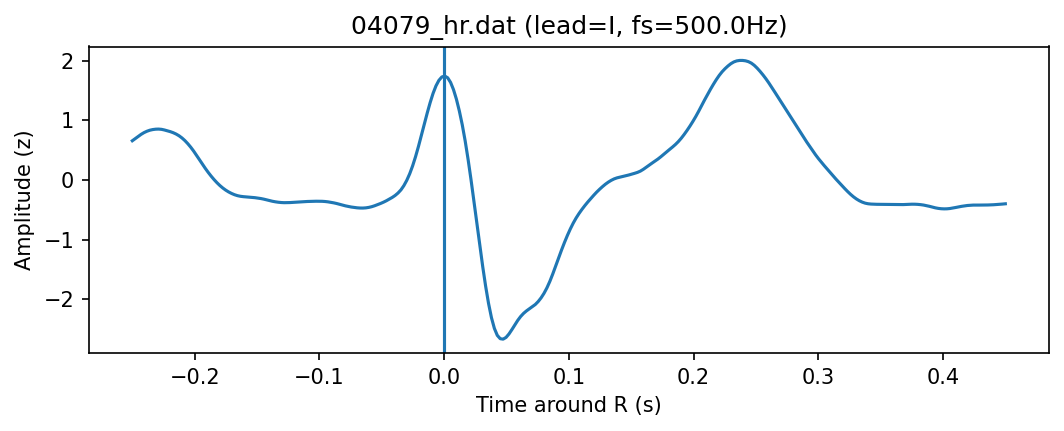 04079_hr.dat (lead=I, fs=500.0Hz)
Amplitude (z)
2
1
0
−1
−2
−0.2 −0.1 0.0 0.1 0.2 0.3 0.4
Time around R (s)